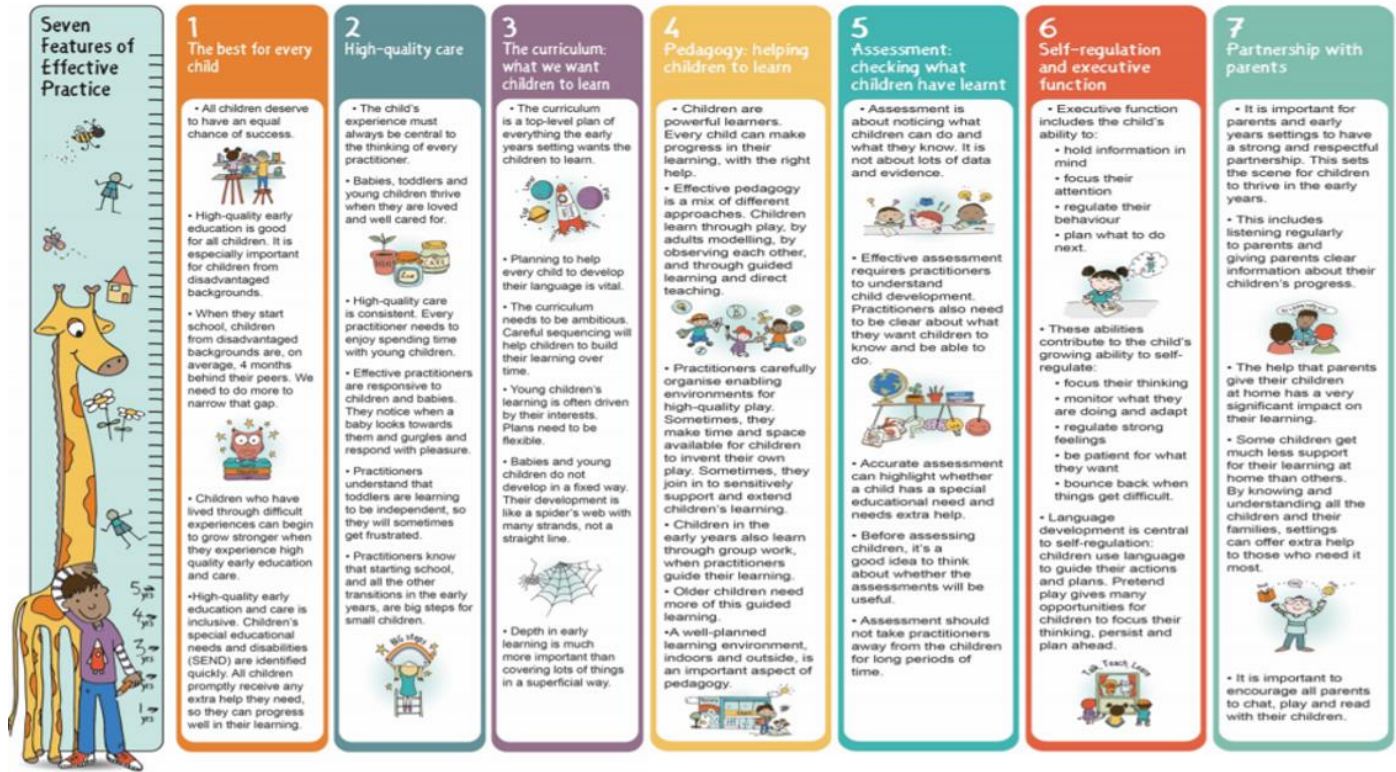 Seven
Features of
Effective
Practice
5
yrs
4
yrs
3
yrs
2
yrs
1
yrs
1
The best for every
child
• All children deserve
to have an equal
chance of success.
• High-quality early
education is good
for all children. It is
especially important
for children from
disadvantaged
backgrounds.
• When they start
school, children
from disadvantaged
backgrounds are, on
average, 4 months
behind their peers. We
need to do more to
narrow that gap.
• Children who have
lived through difficult
experiences can begin
to grow stronger when
they experience high
quality early education
and care.
•High-quality early
education and care is
inclusive. Children's
special educational
needs and disabilities
(SEND) are identified
quickly. All children
promptly receive any
extra help they need,
so they can progress
well in their learning.
2
High-quality care
• The child's
experience must
always be central to
the thinking of every
practitioner.
• Babies, toddlers and
young children thrive
when they are loved
and well cared for.
• High-quality care
is consistent. Every
practitioner needs to
enjoy spending time
with young children.
• Effective practitioners
are responsive to
children and babies.
They notice when a
baby looks towards
them and gurgles and
respond with pleasure.
• Practitioners
understand that
toddlers are learning
to be independent, so
they will sometimes
get frustrated.
• Practitioners know
that starting school,
and all the other
transitions in the early
years, are big steps for
small children.
BIG steps
3
The curriculum:
what we want
children to learn
• The curriculum
is a top-level plan of
everything the early
years setting wants the
children to learn.
• Planning to help
every child to develop
their language is vital.
• The curriculum
needs to be ambitious.
Careful sequencing will
help children to build
their learning over
time.
• Young children's
learning is often driven
by their interests.
Plans need to be
flexible.
• Babies and young
children do not
develop in a fixed way.
Their development is
like a spider's web with
many strands, not a
straight line.
• Depth in early
learning is much
more important than
covering lots of things
in a superficial way.
4
Pedagogy: helping
children to learn
• Children are
powerful learners.
Every child can make
progress in their
learning, with the right
help.
• Effective pedagogy
is a mix of different
approaches. Children
learn through play, by
adults modelling, by
observing each other,
and through guided
learning and direct
teaching.
• Practitioners carefully
organise enabling
environments for
high-quality play.
Sometimes, they
make time and space
available for children
to invent their own
play. Sometimes, they
join in to sensitively
support and extend
children's learning.
• Children in the
early years also learn
through group work,
when practitioners
guide their learning.
• Older children need
more of this guided
learning.
•A well-planned
learning environment,
indoors and outside, is
an important aspect of
pedagogy.
5
Assessment:
checking what
children have learnt
• Assessment is
about noticing what
children can do and
what they know. It is
not about lots of data
and evidence.
• Effective assessment
requires practitioners
to understand
child development.
Practitioners also need
to be clear about what
they want children to
know and be able to
do.
• Accurate assessment
can highlight whether
a child has a special
educational need and
needs extra help.
• Before assessing
children, it's a
good idea to think
about whether the
assessments will be
useful.
• Assessment should
not take practitioners
away from the children
for long periods of
time.
6
Self-regulation
and executive
function
• Executive function
includes the child's
ability to:
• hold information in
mind
• focus their
attention
• regulate their
behaviour
• plan what to do
next.
• These abilities
contribute to the child's
growing ability to self-
regulate:
• focus their thinking
• monitor what they
are doing and adapt
• regulate strong
feelings
• be patient for what
they want
• bounce back when
things get difficult.
• Language
development is central
to self-regulation:
children use language
to guide their actions
and plans. Pretend
play gives many
opportunities for
children to focus their
thinking, persist and
plan ahead.
Talk, Teach, Learn
7
Partnership with
parents
• It is important for
parents and early
years settings to have
a strong and respectful
partnership. This sets
the scene for children
to thrive in the early
years.
• This includes
listening regularly
to parents and
giving parents clear
information about their
children's progress.
• The help that parents
give their children
at home has a very
significant impact on
their learning.
• Some children get
much less support
for their learning at
home than others.
By knowing and
understanding all the
children and their
families, settings
can offer extra help
to those who need it
most.
• It is important to
encourage all parents
to chat, play and read
with their children.